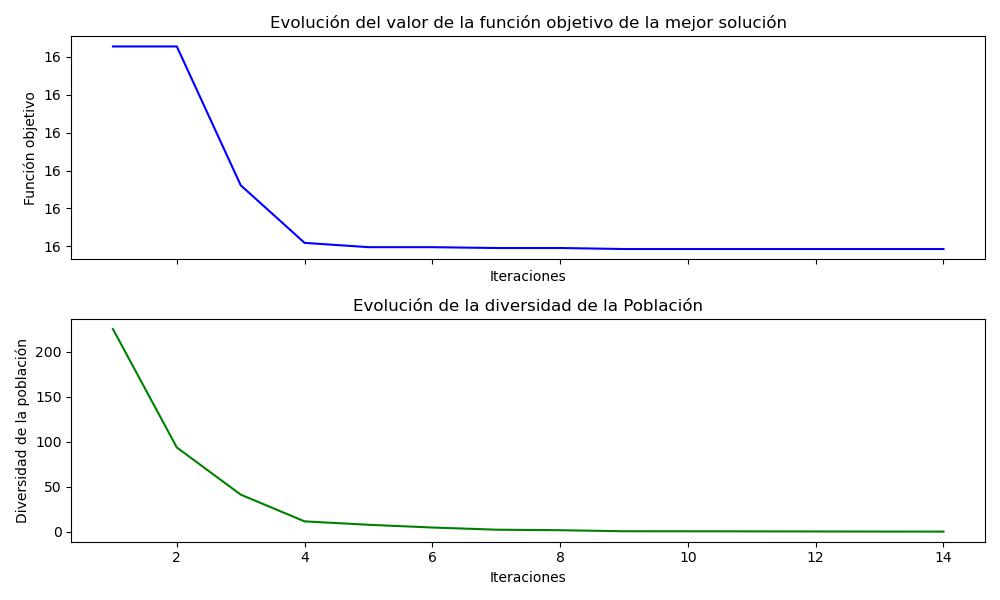 Evolución del valor de la función objetivo de la mejor solución
Función objetivo
16
16
16
16
16
16
Iteraciones
Evolución de la diversidad de la Población
Diversidad de la población
200
150
100
50
0
2 4 6 8 10 12 14
Iteraciones